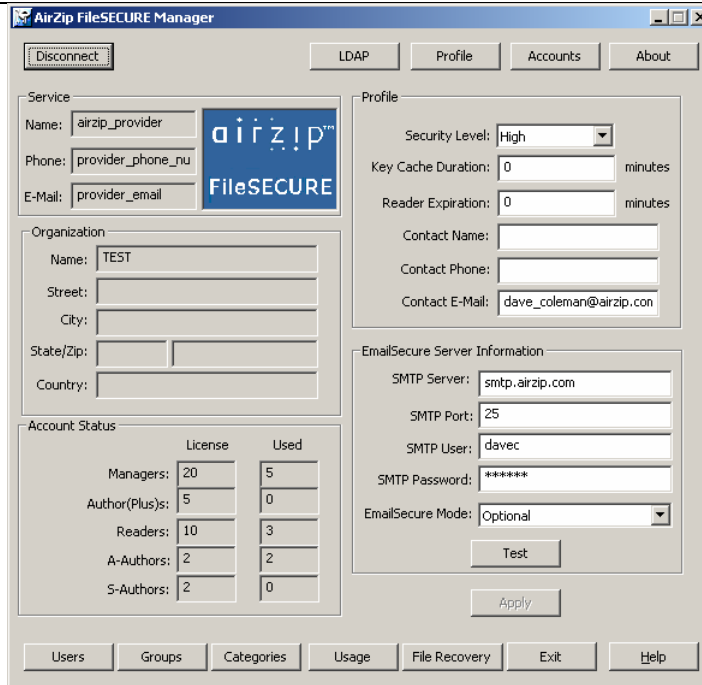 AirZip FileSECURE Manager
Disconnect LDAP Profile Accounts About
Service
Name: airzip_provider
Phone: provider_phone_nu
E-Mail: provider_email
airzip™
FileSECURE
Organization
Name: TEST
Street:
City:
State/Zip:
Country:
Account Status
License Used
Managers: 20 5
Author(Plus)s: 5 0
Readers: 10 3
A-Authors: 2 2
S-Authors: 2 0
Profile
Security Level: High
Key Cache Duration: 0 minutes
Reader Expiration: 0 minutes
Contact Name:
Contact Phone:
Contact E-Mail: dave_coleman@airzip.con
EmailSecure Server Information
SMTP Server: smtp.airzip.com
SMTP Port: 25
SMTP User: davec
SMTP Password: ******
EmailSecure Mode: Optional
Test
Apply
Users Groups Categories Usage File Recovery Exit Help